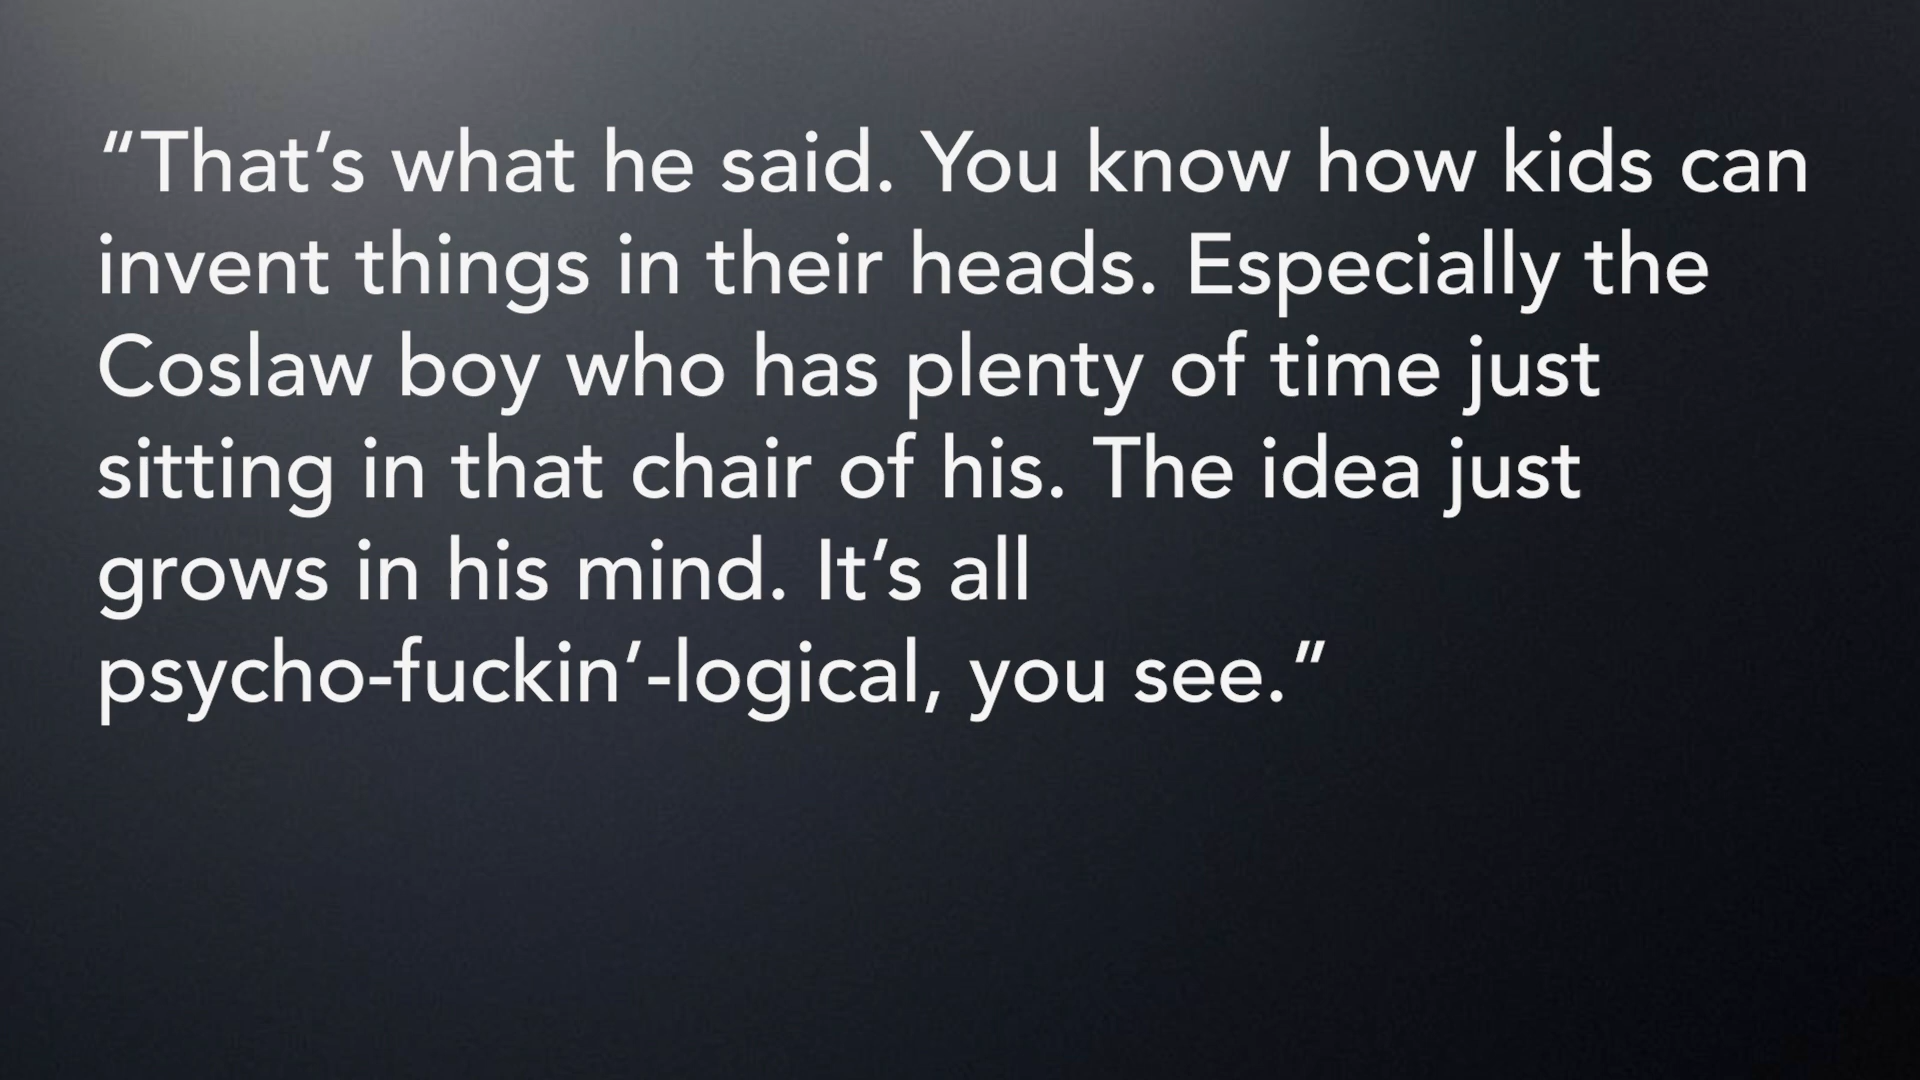 “That’s what he said. You know how kids can
invent things in their heads. Especially the
Coslaw boy who has plenty of time just
sitting in that chair of his. The idea just
grows in his mind. It’s all
psycho-fuckin’-logical, you see.”